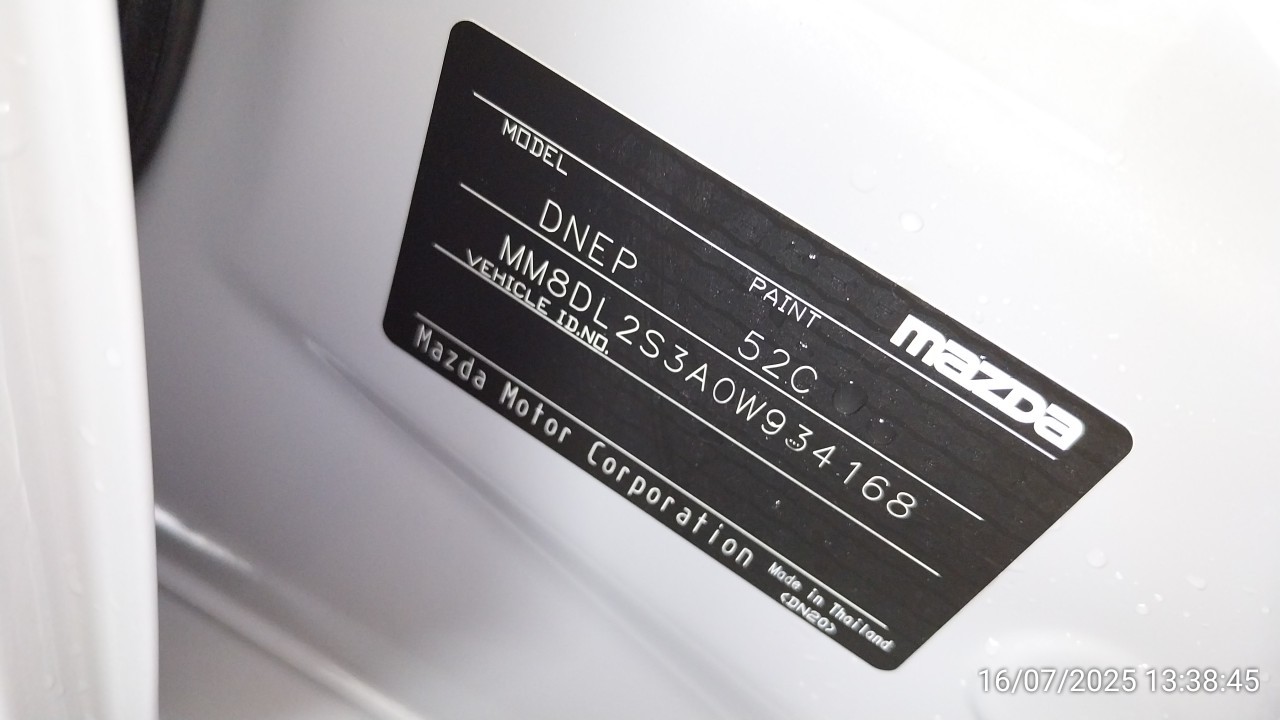 MODEL
PAINT
mazda
DNEP
52C
MM8DL2S3A0W934168
VEHICLE ID.NO.
Mazda Motor Corporation
Made in Thailand
<DN20>
16/07/2025 13:38:45